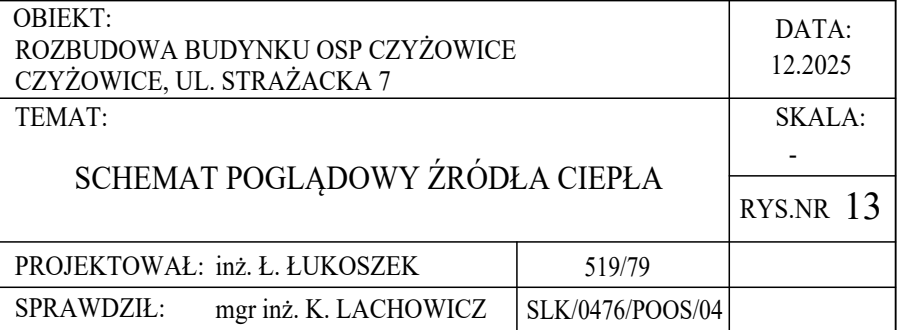 OBIEKT:
ROZBUDOWA BUDYNKU OSP CZYŻOWICE
CZYŻOWICE, UL. STRAŻACKA 7
DATA:
12.2025
TEMAT:
SCHEMAT POGLĄDOWY ŹRÓDŁA CIEPŁA
SKALA:
-
RYS.NR 13
PROJEKTOWAŁ: inż. Ł. ŁUKOSZEK 519/79
SPRAWDZIŁ: mgr inż. K. LACHOWICZ SLK/0476/POOS/04